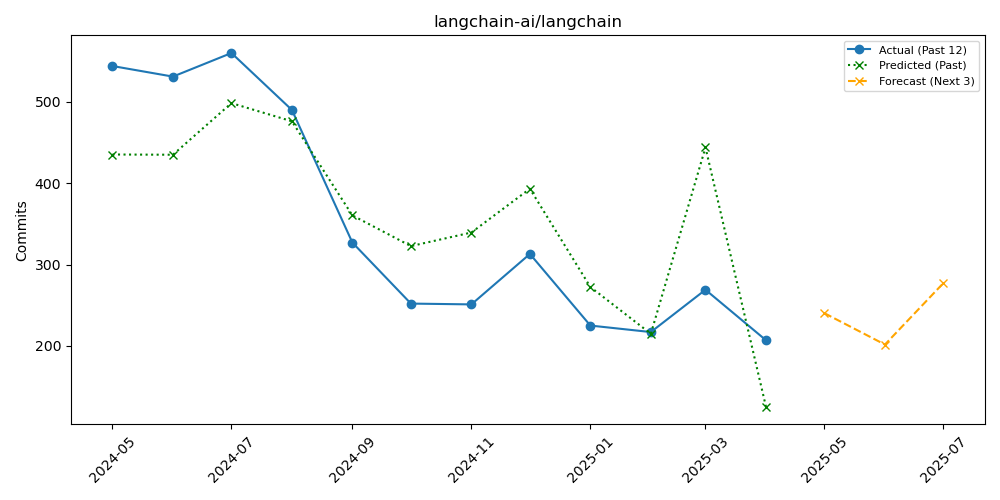 langchain-ai/langchain
Actual (Past 12)
Predicted (Past)
Forecast (Next 3)
Commits
500
400
300
200
2024-05
2024-07
2024-09
2024-11
2025-01
2025-03
2025-05
2025-07